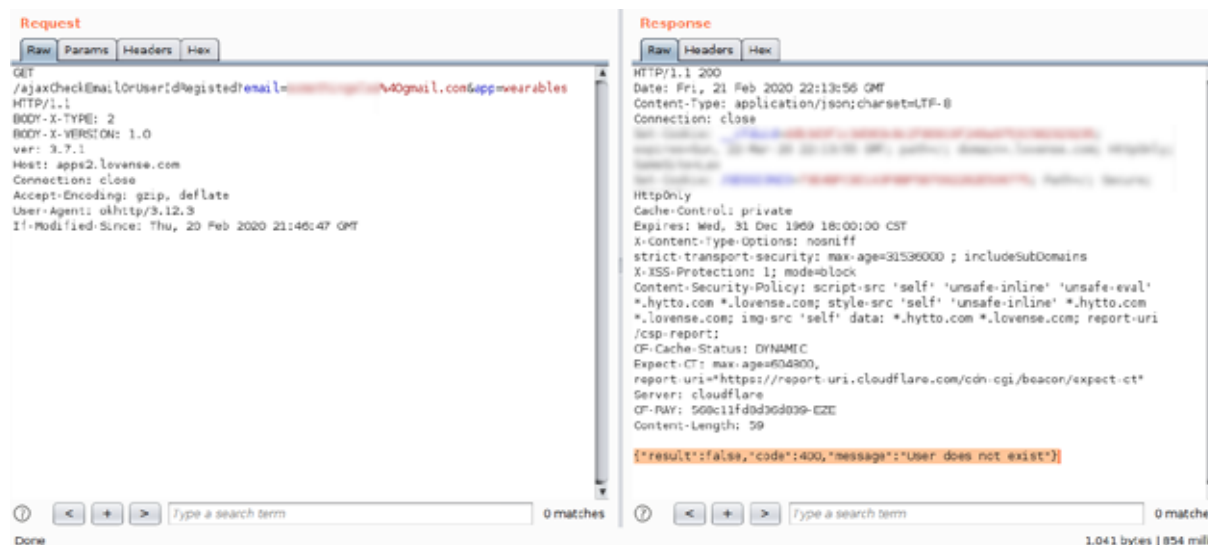 Request
Raw Params Headers Hex
GET
/ajaxCheckEmailOrUserIdRegisted?email= %40gmail.com&app=wearables
HTTP/1.1
BODY-X-TYPE: 2
BODY-X-VERSION: 1.0
ver: 3.7.1
Host: apps2.lovense.com
Connection: close
Accept-Encoding: gzip, deflate
User-Agent: okhttp/3.12.3
If-Modified-Since: Thu, 20 Feb 2020 21:46:47 GMT
? < + > Type a search term 0 matches
Done
Response
Raw Headers Hex
HTTP/1.1 200
Date: Fri, 21 Feb 2020 22:13:56 GMT
Content-Type: application/json;charset=UTF-8
Connection: close
HttpOnly
Cache-Control: private
Expires: Wed, 31 Dec 1969 18:00:00 CST
X-Content-Type-Options: nosniff
strict-transport-security: max-age=31536000 ; includeSubDomains
X-XSS-Protection: 1; mode=block
Content-Security-Policy: script-src 'self' 'unsafe-inline' 'unsafe-eval'
*.hytto.com *.lovense.com; style-src 'self' 'unsafe-inline' *.hytto.com
*.lovense.com; img-src 'self' data: *.hytto.com *.lovense.com; report-uri
/csp-report;
CF-Cache-Status: DYNAMIC
Expect-CT: max-age=604800,
report-uri="https://report-uri.cloudflare.com/cdn-cgi/beacon/expect-ct"
Server: cloudflare
CF-RAY: 568c11fd8d36d839-EZE
Content-Length: 59
{"result":false,"code":400,"message":"User does not exist"}
? < + > Type a search term 0 matche
1,041 bytes | 854 mill